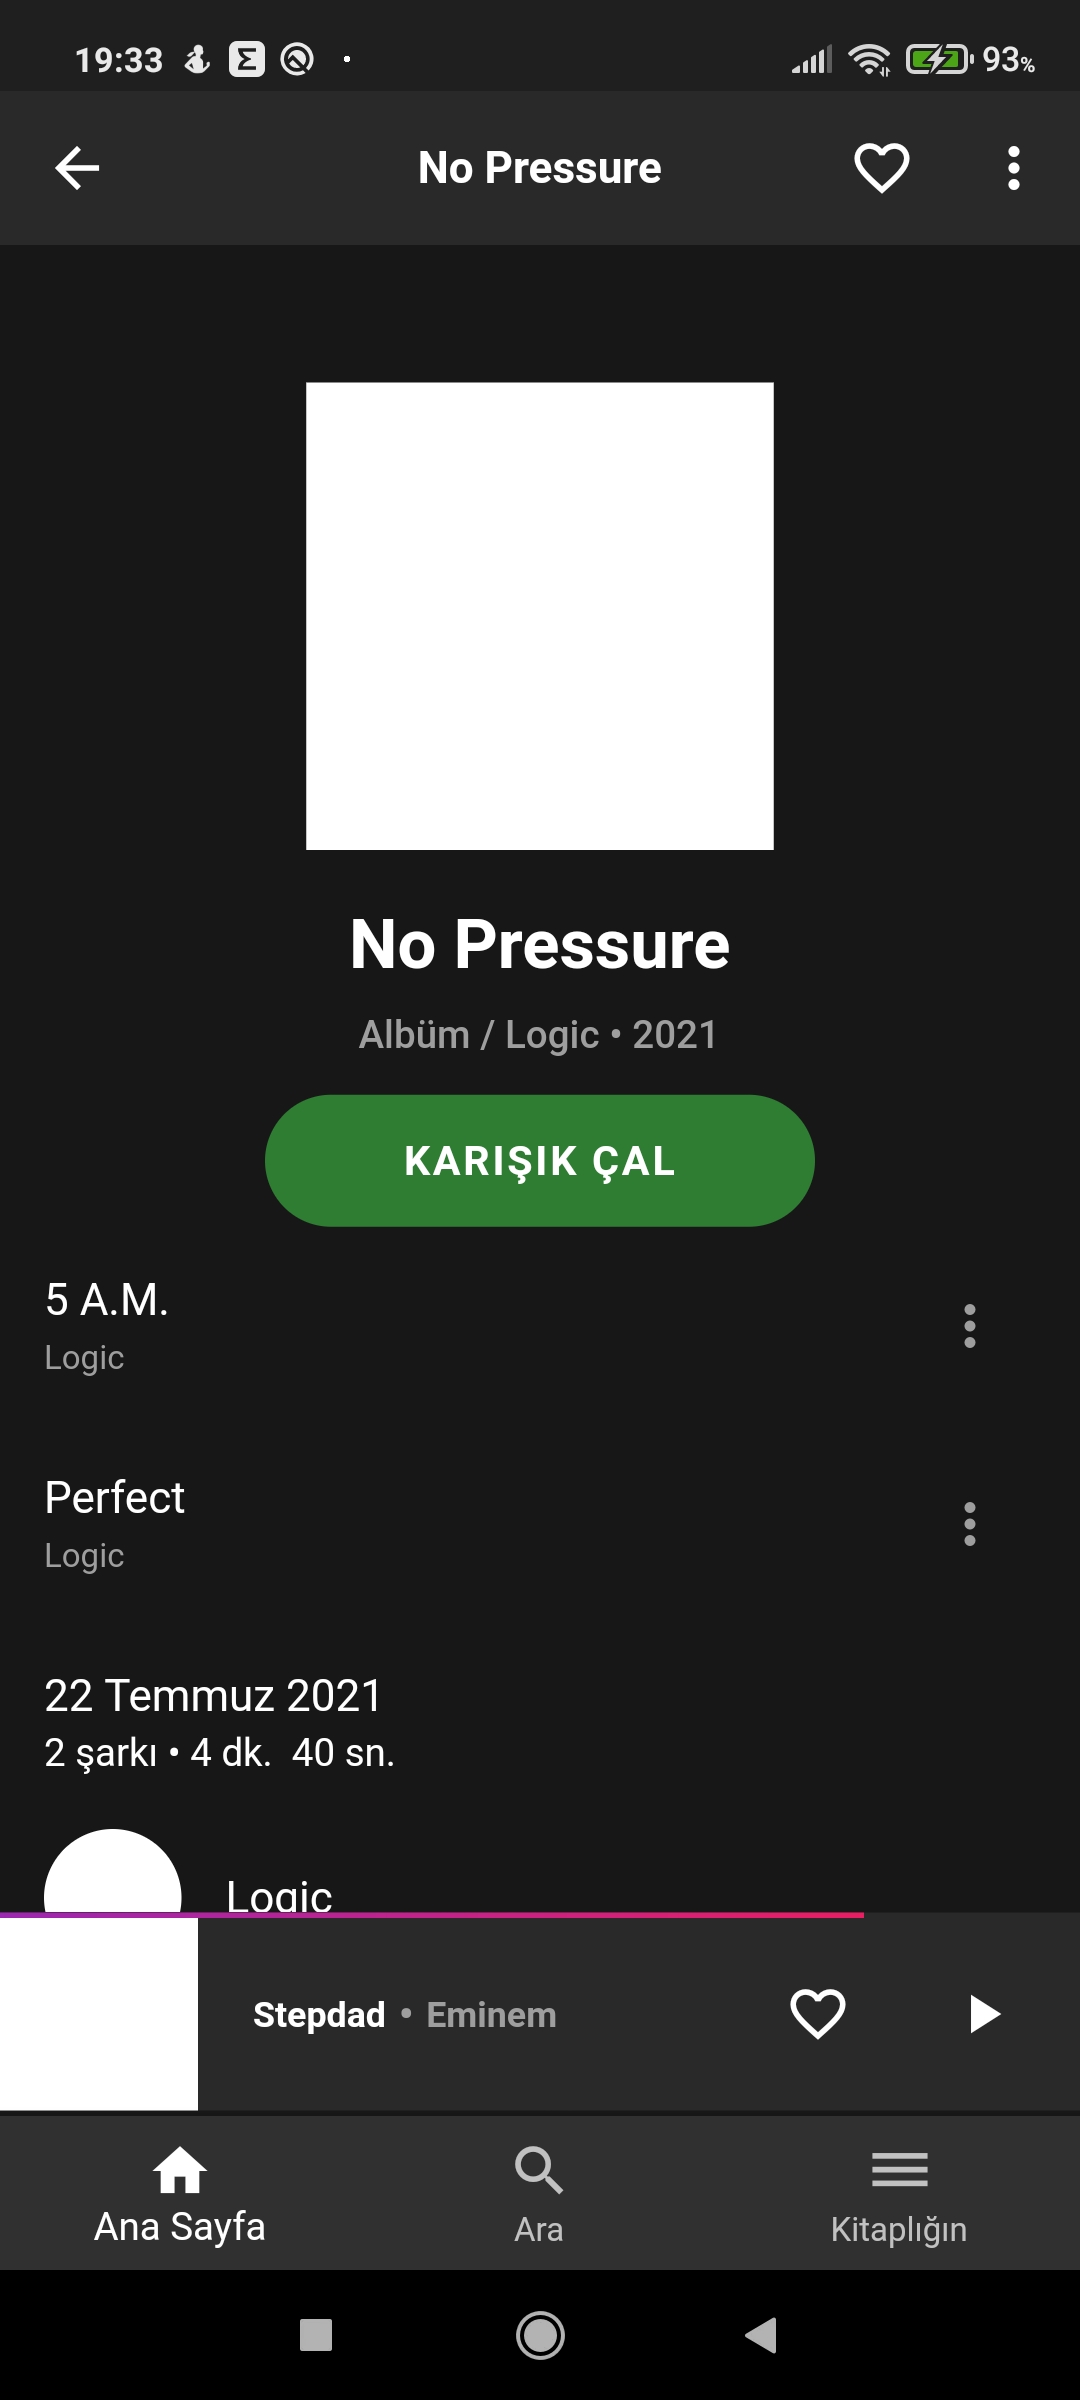 19:33
93%
No Pressure
No Pressure
Albüm / Logic • 2021
KARIŞIK ÇAL
5 A.M.
Logic
Perfect
Logic
22 Temmuz 2021
2 şarkı • 4 dk.  40 sn.
Logic
Stepdad • Eminem
Ana Sayfa
Ara
Kitaplığın